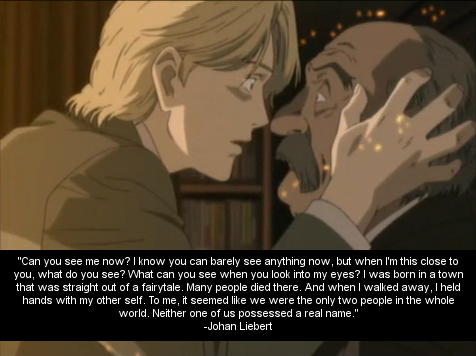 "Can you see me now? I know you can barely see anything now, but when I'm this close to
you, what do you see? What can you see when you look into my eyes? I was born in a town
that was straight out of a fairytale. Many people died there. And when I walked away, I held
hands with my other self. To me, it seemed like we were the only two people in the whole
world. Neither one of us possessed a real name."
-Johan Liebert